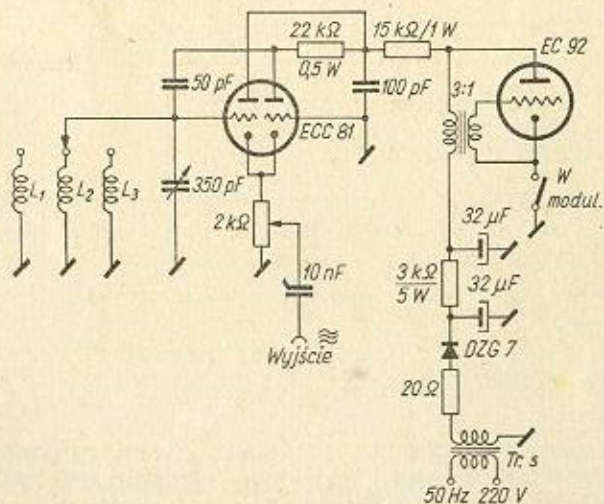 22 kΩ
0,5 W
15 kΩ/1 W
EC 92
50 pF
100 pF
3:1
ECC 81
L1
L2
L3
350 pF
W
modul.
2 kΩ
32 μF
10 nF
3 kΩ
5 W
32 μF
Wyjście
DZG 7
20 Ω
Tr. s
50 Hz 220 V